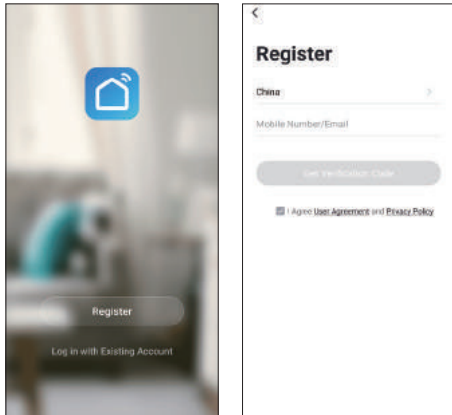 Register
Log in with Existing Account
Register
China
Mobile Number/Email
Get Verification Code
I Agree User Agreement and Privacy Policy